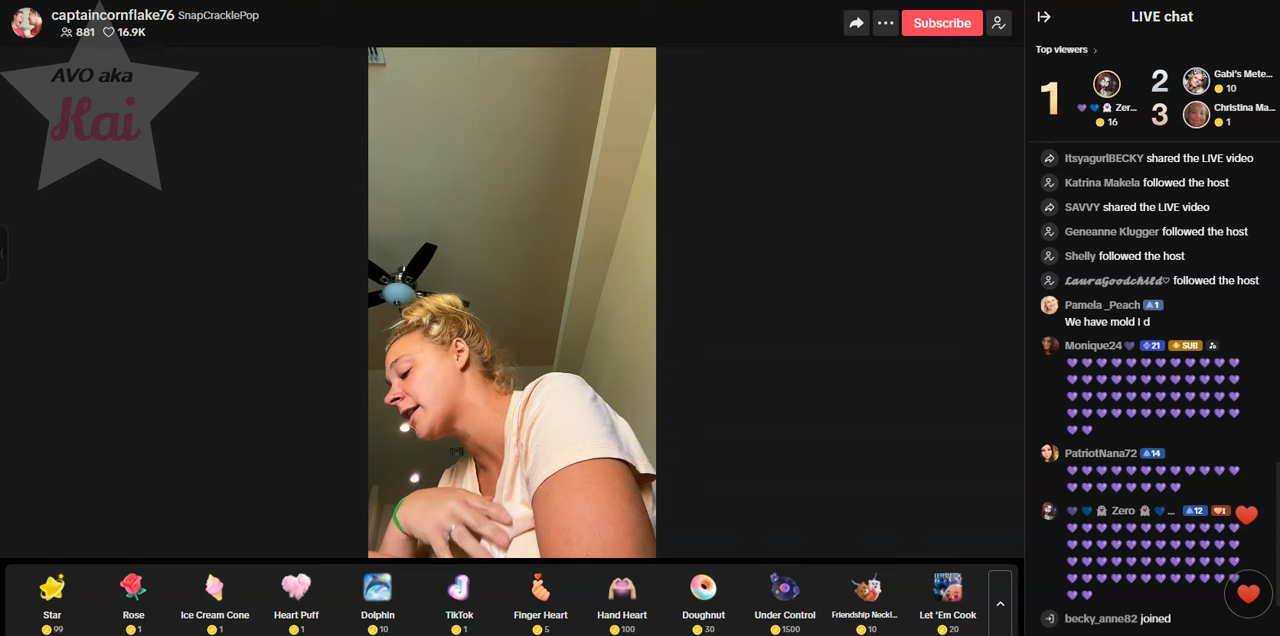 captaincornflake76 SnapCracklePop
881 16.9K
AVO aka
Kai
Subscribe
LIVE chat
Top viewers
1
💜 💙 👻 Zer...
16
2
Gabi's Mete...
10
3
Christina Ma...
1
ItsyagurlBECKY shared the LIVE video
Katrina Makela followed the host
SAVVY shared the LIVE video
Geneanne Klugger followed the host
Shelly followed the host
𝓛𝓪𝓾𝓻𝓪𝓖𝓸𝓸𝓭𝓬𝓱𝓲𝓵𝓭♡ followed the host
Pamela _Peach 1
We have mold I d
Monique24💜 21 SUB
💜💜💜💜💜💜💜💜💜💜💜💜
💜💜💜💜💜💜💜💜💜💜💜💜
💜💜💜💜💜💜💜💜💜💜💜💜
💜💜💜💜💜💜💜💜💜💜💜💜
💜💜
PatriotNana72 14
💜💜💜💜💜💜💜💜💜💜💜💜
💜💜💜💜💜💜💜💜
💜 💙 👻 Zero 👻 💙 ... 12 I
💜💜💜💜💜💜💜💜💜💜💜💜
💜💜💜💜💜💜💜💜💜💜💜💜
💜💜💜💜💜💜💜💜💜💜💜💜
💜💜💜💜💜💜💜💜💜💜💜💜
💜💜
becky_anne82 joined
Star Rose Ice Cream Cone Heart Puff Dolphin TikTok Finger Heart Hand Heart Doughnut Under Control Friendship Neckl... Let 'Em Cook
99 1 1 1 10 1 5 100 30 1500 10 20